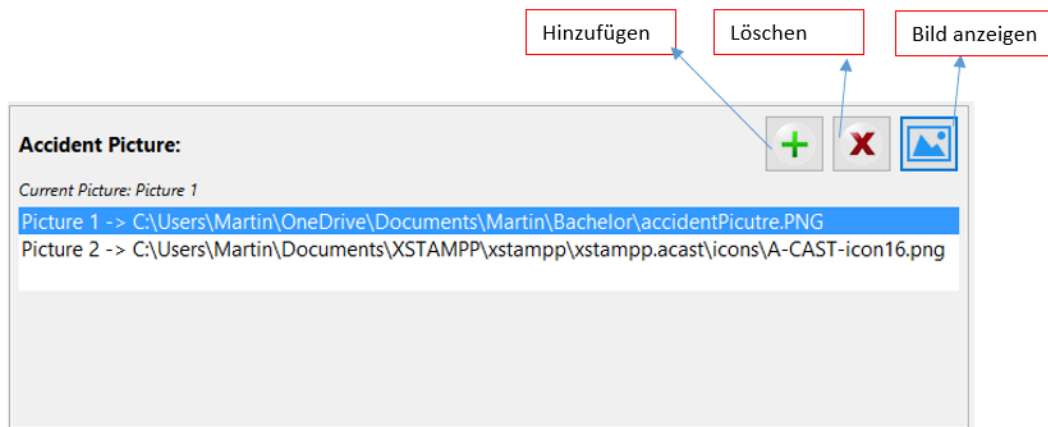 Hinzufügen
Löschen
Bild anzeigen
Accident Picture:
Current Picture: Picture 1
Picture 1 -> C:\Users\Martin\OneDrive\Documents\Martin\Bachelor\accidentPicutre.PNG
Picture 2 -> C:\Users\Martin\Documents\XSTAMPP\xstampp\xstampp.acast\icons\A-CAST-icon16.png